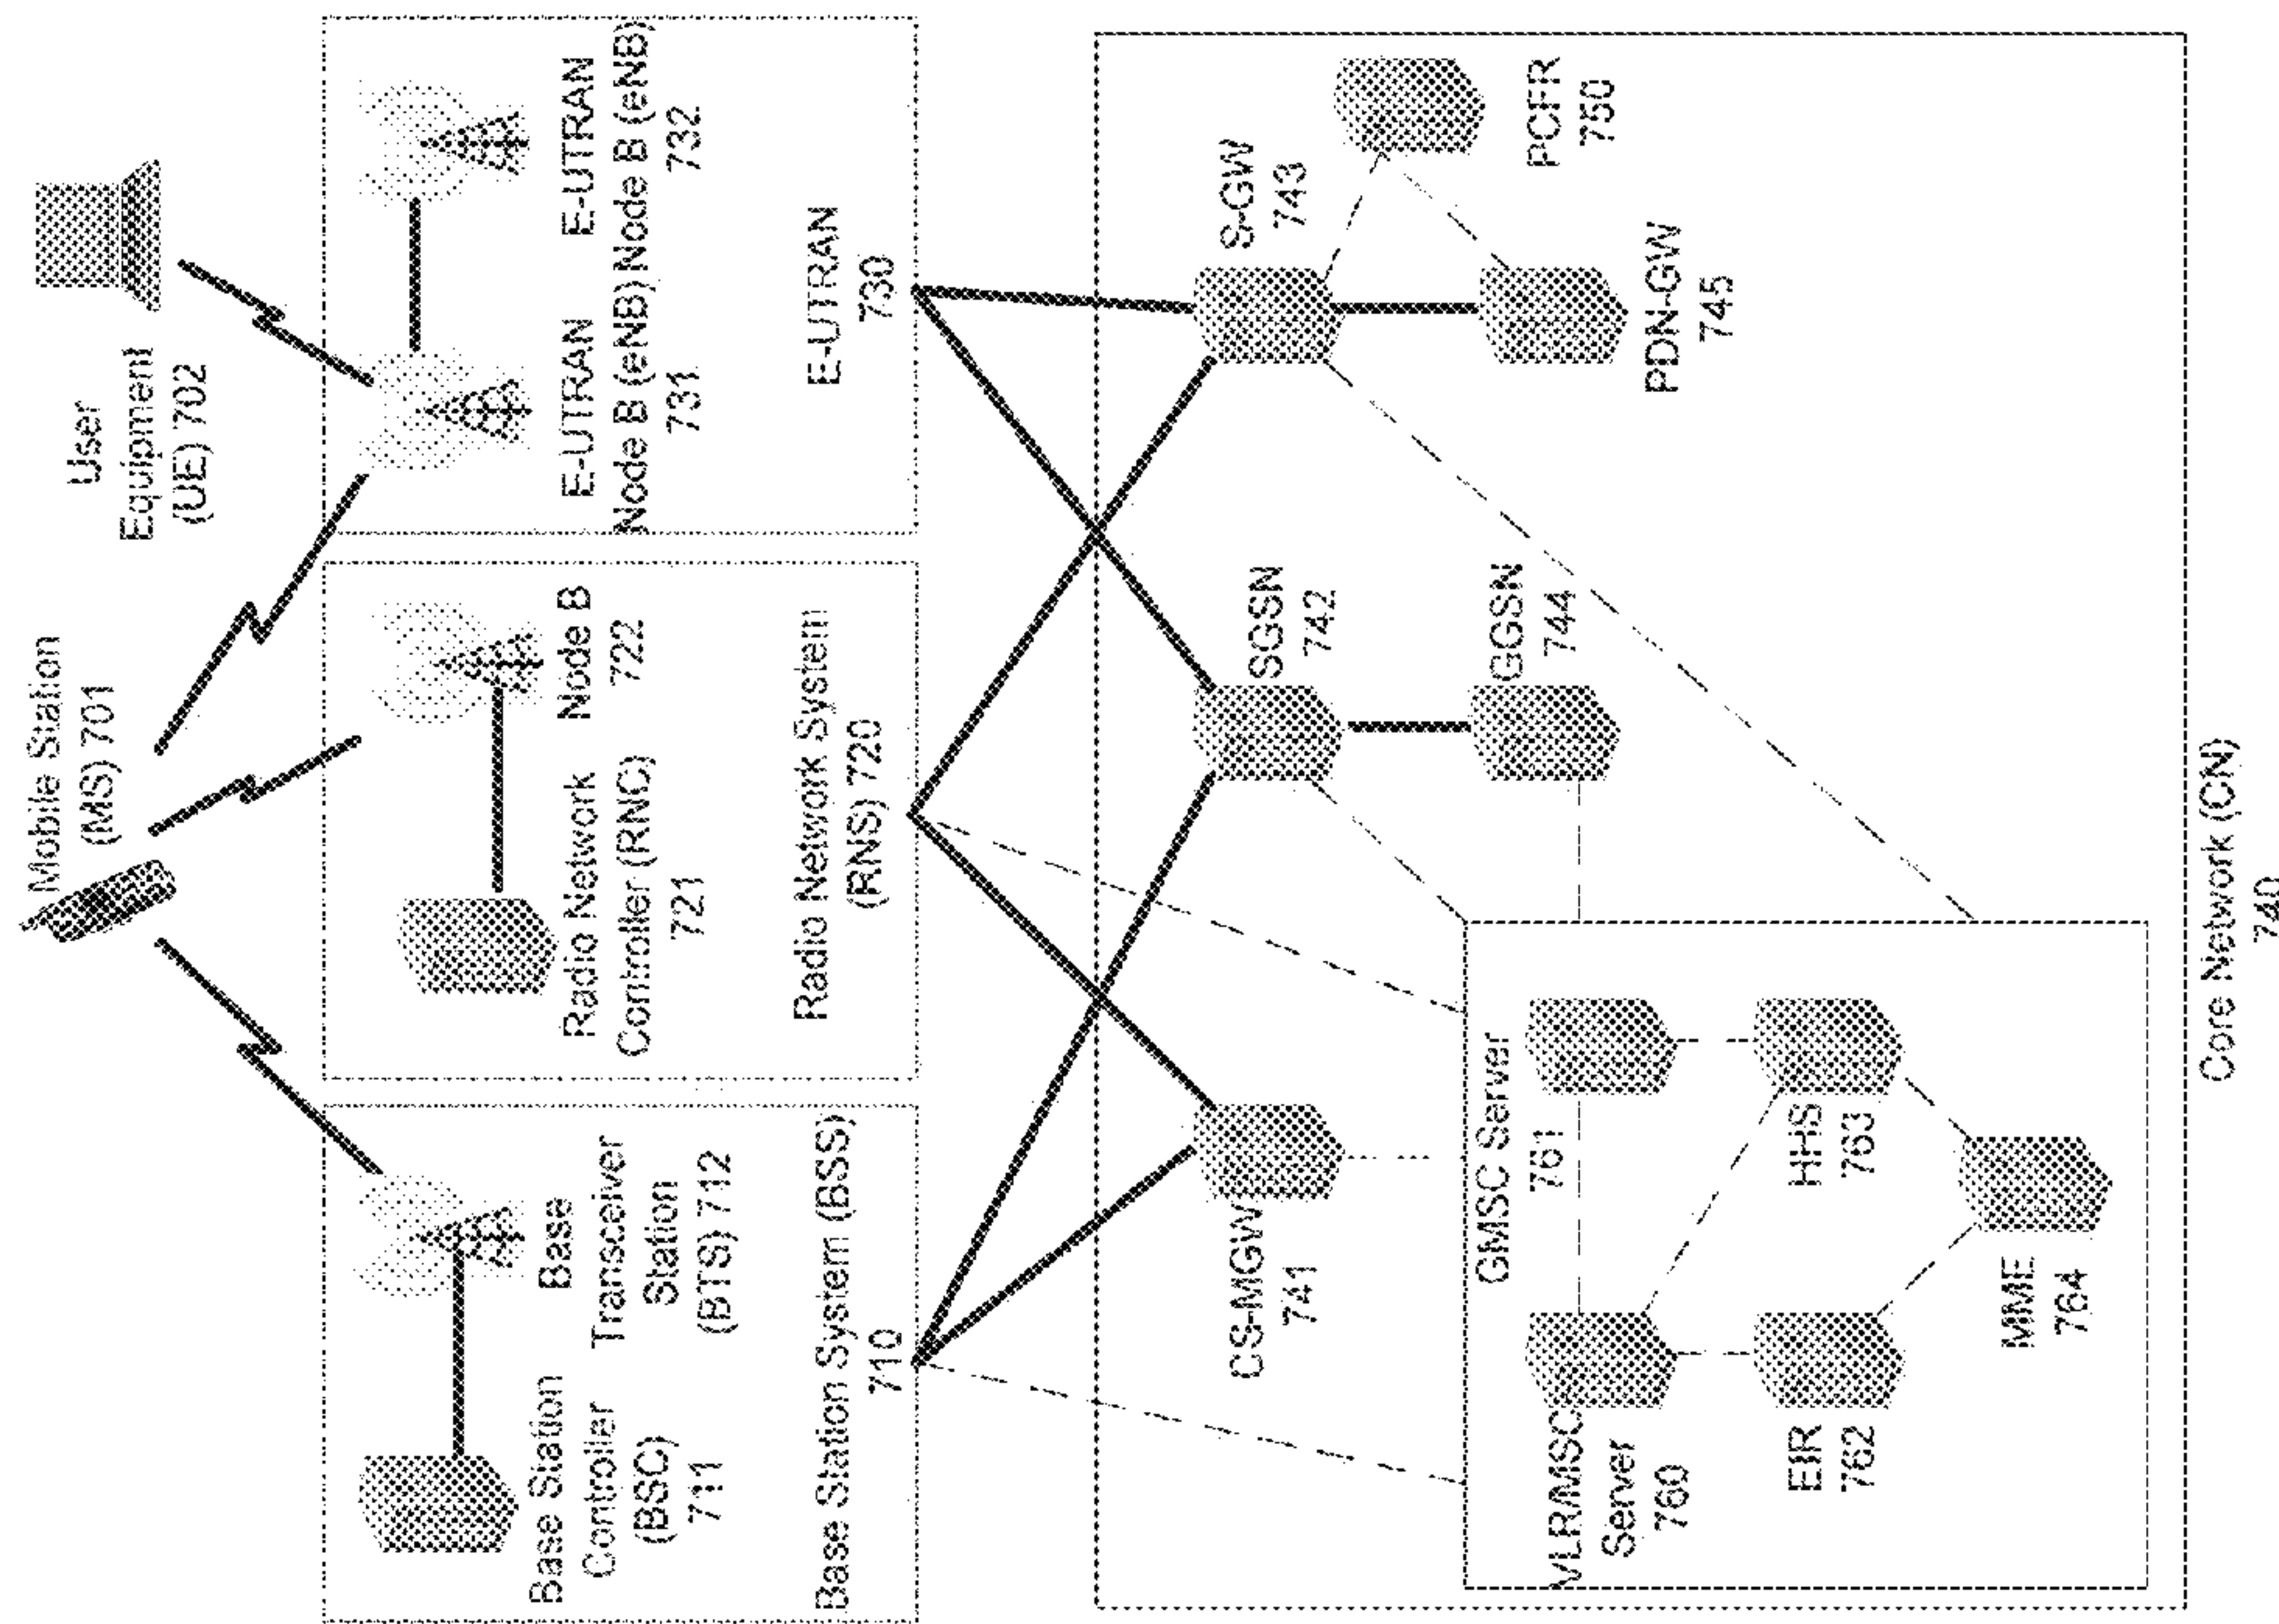 Mobile Station
(MS) 701
User
Equipment
(UE) 702
Base Station
Controller
(BSC)
711
Base
Transceiver
Station
(BTS) 712
Base Station System (BSS)
710
Radio Network
Controller (RNC)
721
Node B
722
Radio Network System
(RNS) 720
E-UTRAN
Node B (eNB)
731
E-UTRAN
Node B (eNB)
732
E-UTRAN
730
CS-MGW
741
SGSN
742
S-GW
743
GGSN
744
PDN-GW
745
PCFR
750
GMSC Server
761
VLR/MSC
Server
760
EIR
762
HHS
763
MME
764
Core Network (CN)
740